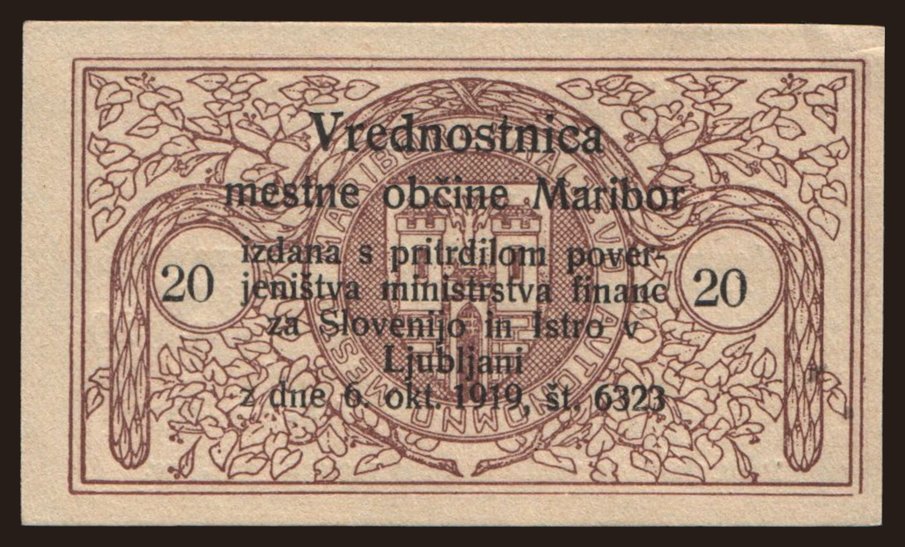 Vrednostnica
mestne občine Maribor
izdana s pritrdilom pover-
jeništva ministrstva financ
za Slovenijo in Istro v
Ljubljani
z dne 6. okt. 1919, št. 6323
20
20